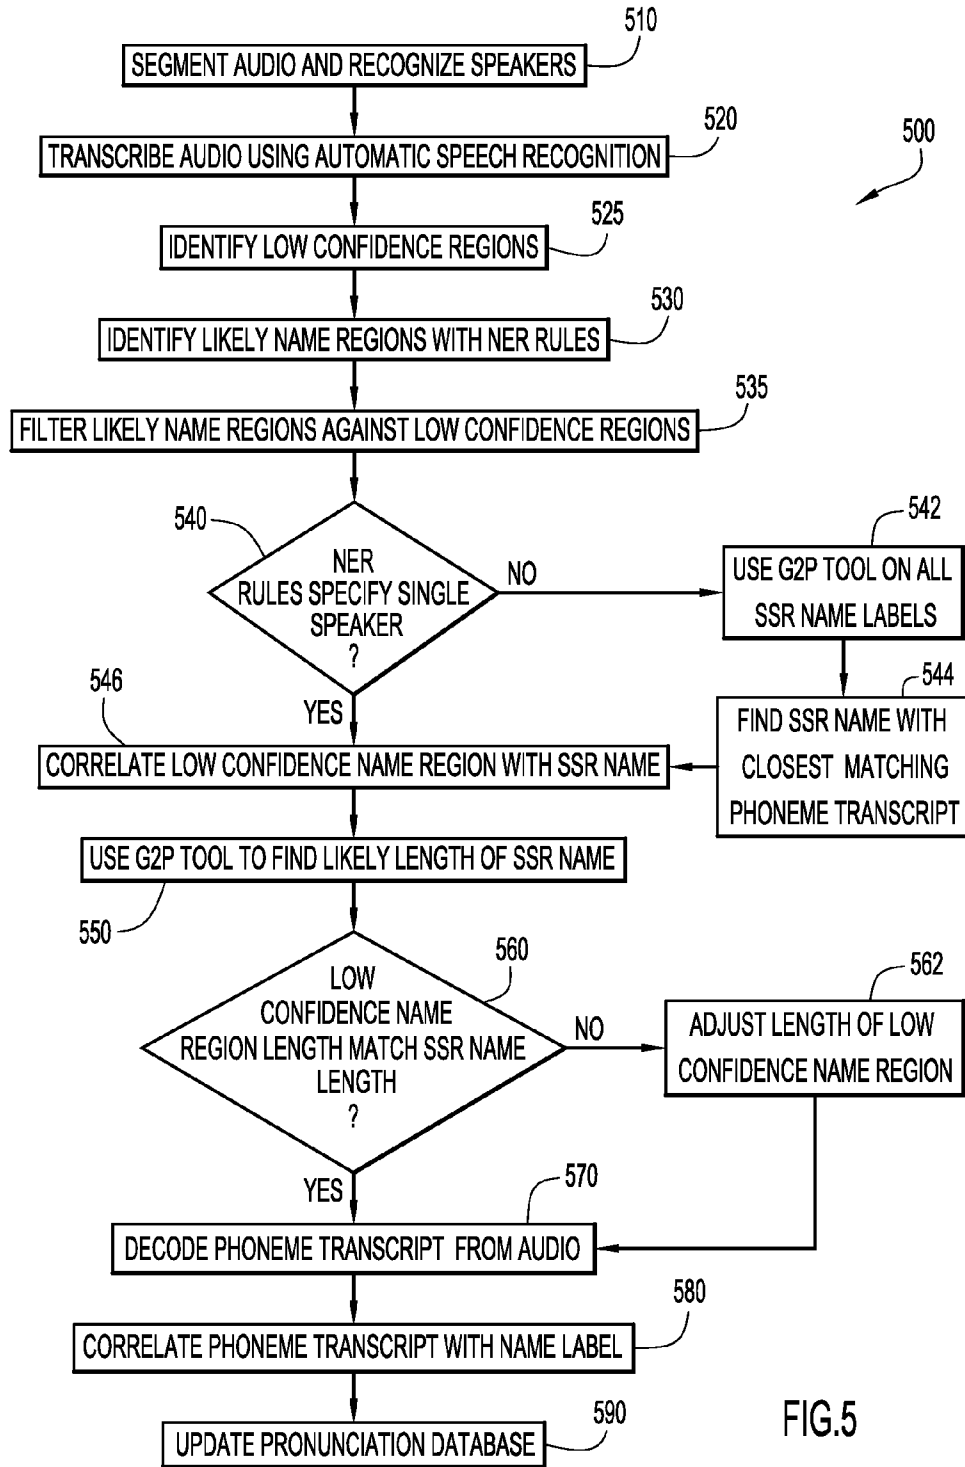 510
SEGMENT AUDIO AND RECOGNIZE SPEAKERS
520
TRANSCRIBE AUDIO USING AUTOMATIC SPEECH RECOGNITION
500
525
IDENTIFY LOW CONFIDENCE REGIONS
530
IDENTIFY LIKELY NAME REGIONS WITH NER RULES
535
FILTER LIKELY NAME REGIONS AGAINST LOW CONFIDENCE REGIONS
540
NER
RULES SPECIFY SINGLE
SPEAKER
?
NO
542
USE G2P TOOL ON ALL
SSR NAME LABELS
544
FIND SSR NAME WITH
CLOSEST MATCHING
PHONEME TRANSCRIPT
YES
546
CORRELATE LOW CONFIDENCE NAME REGION WITH SSR NAME
USE G2P TOOL TO FIND LIKELY LENGTH OF SSR NAME
550
560
LOW
CONFIDENCE NAME
REGION LENGTH MATCH SSR NAME
LENGTH
?
NO
562
ADJUST LENGTH OF LOW
CONFIDENCE NAME REGION
YES
570
DECODE PHONEME TRANSCRIPT FROM AUDIO
580
CORRELATE PHONEME TRANSCRIPT WITH NAME LABEL
590
UPDATE PRONUNCIATION DATABASE
FIG.5